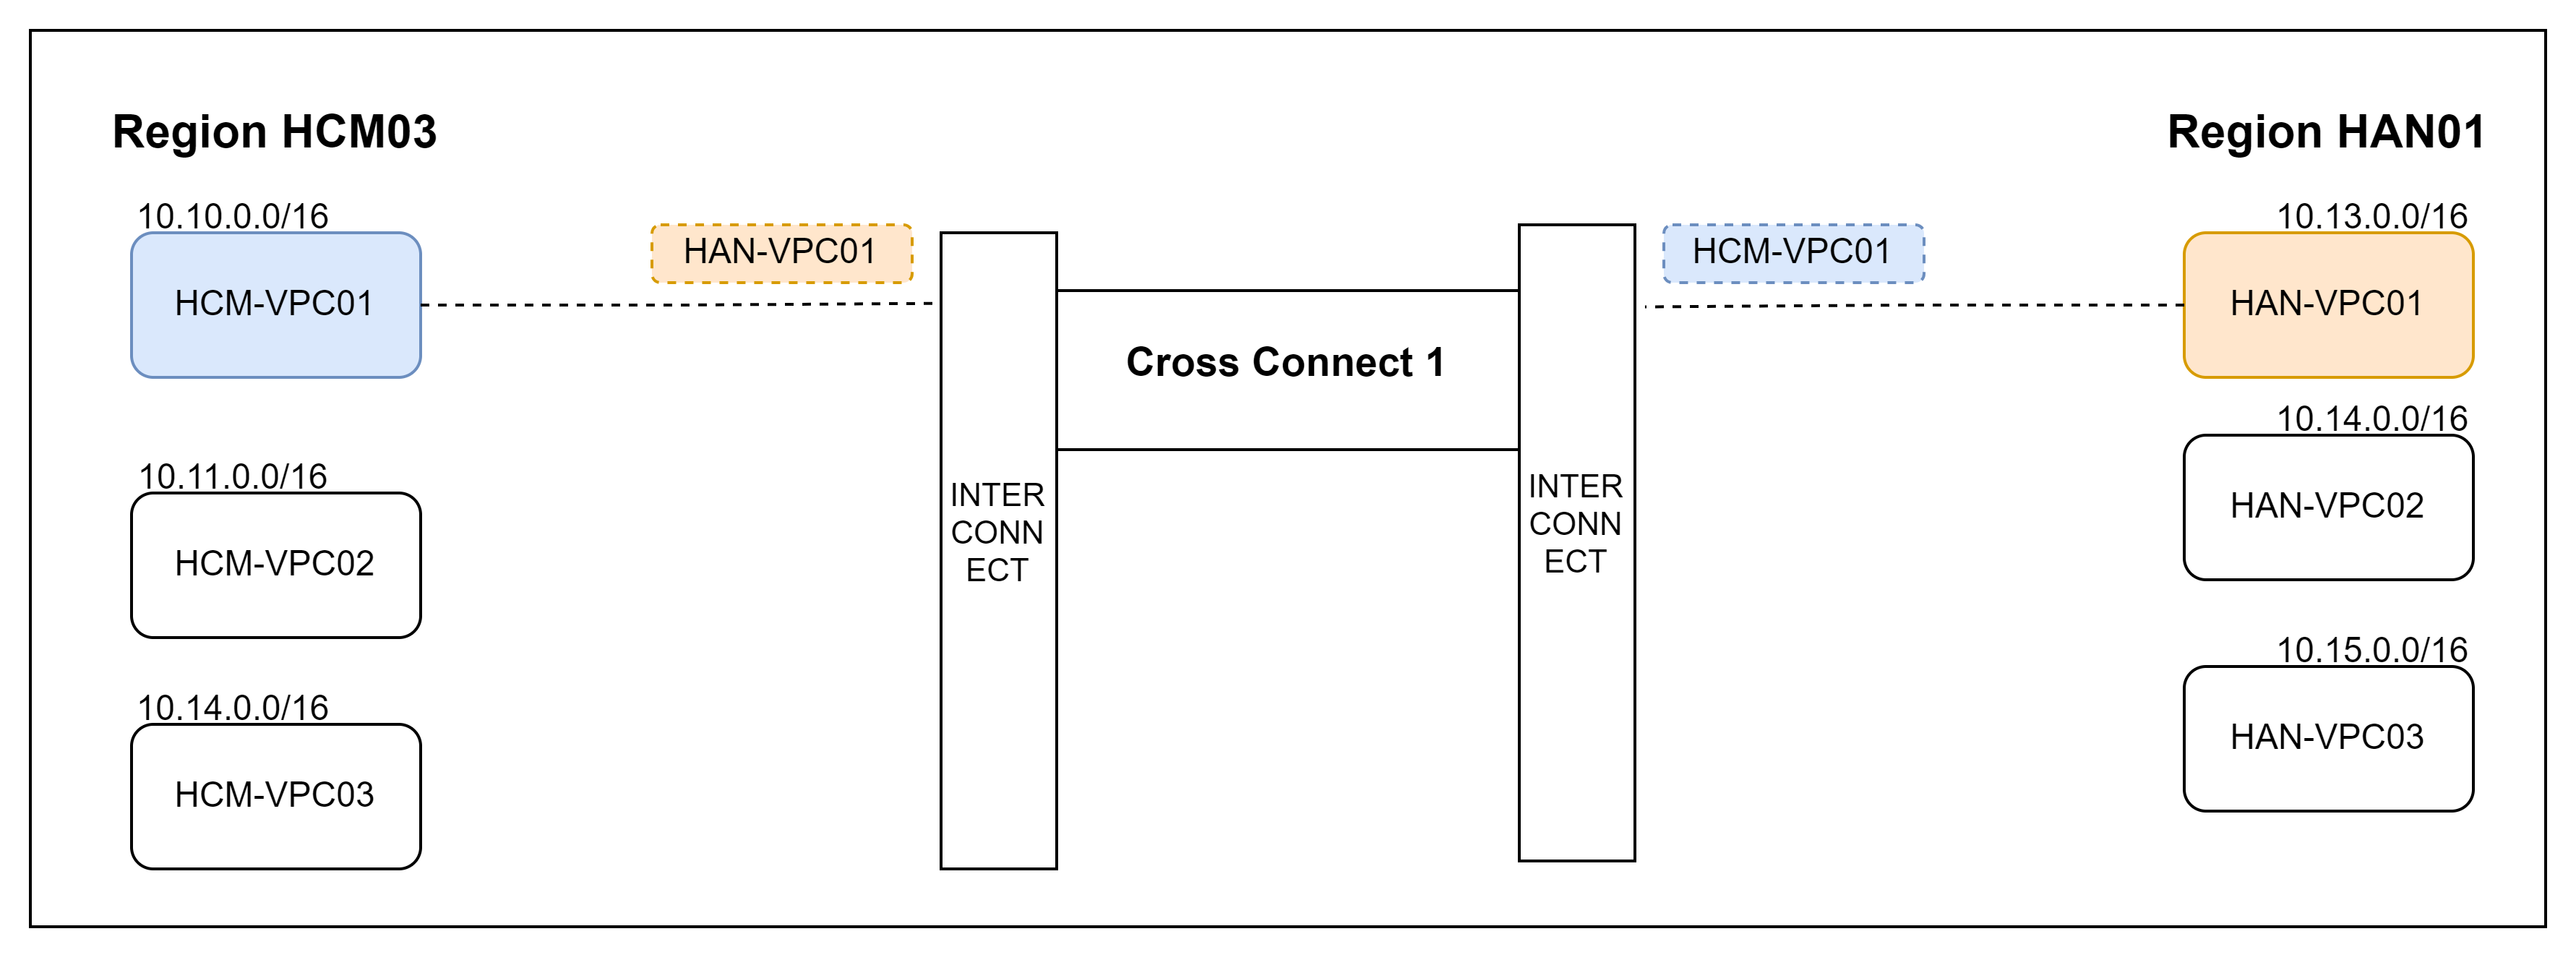 Region HCM03
Region HAN01
10.10.0.0/16
HCM-VPC01
HAN-VPC01
HCM-VPC01
10.13.0.0/16
HAN-VPC01
Cross Connect 1
10.11.0.0/16
HCM-VPC02
INTER
CONN
ECT
INTER
CONN
ECT
10.14.0.0/16
HAN-VPC02
10.14.0.0/16
HCM-VPC03
10.15.0.0/16
HAN-VPC03